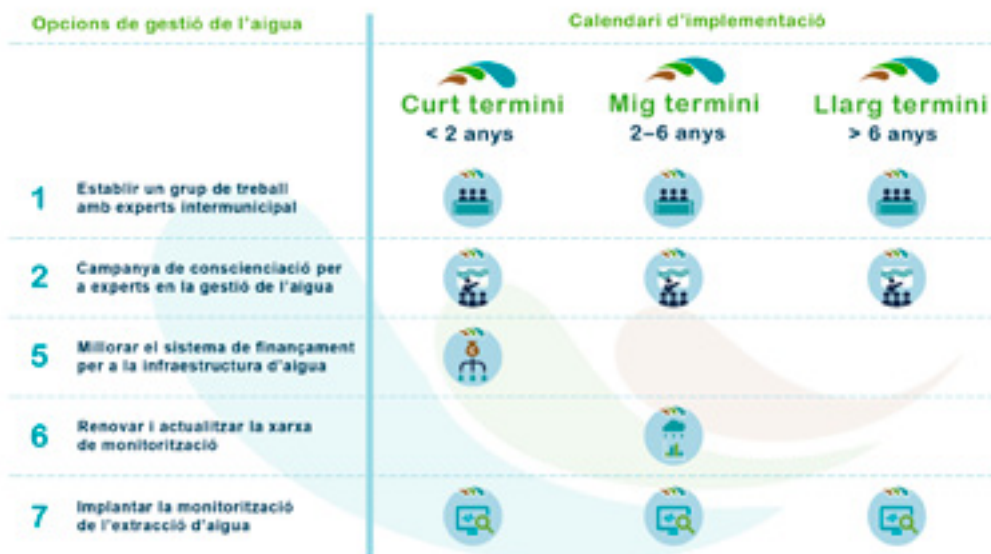 Opcions de gestió de l'aigua
Calendari d'implementació
Curt termini
< 2 anys
Mig termini
2–6 anys
Llarg termini
> 6 anys
1
Establir un grup de treball
amb experts intermunicipal
2
Campanya de conscienciació per
a experts en la gestió de l'aigua
5
Millorar el sistema de finançament
per a la infraestructura d'aigua
6
Renovar i actualitzar la xarxa
de monitorització
7
Implantar la monitorització
de l'extracció d'aigua